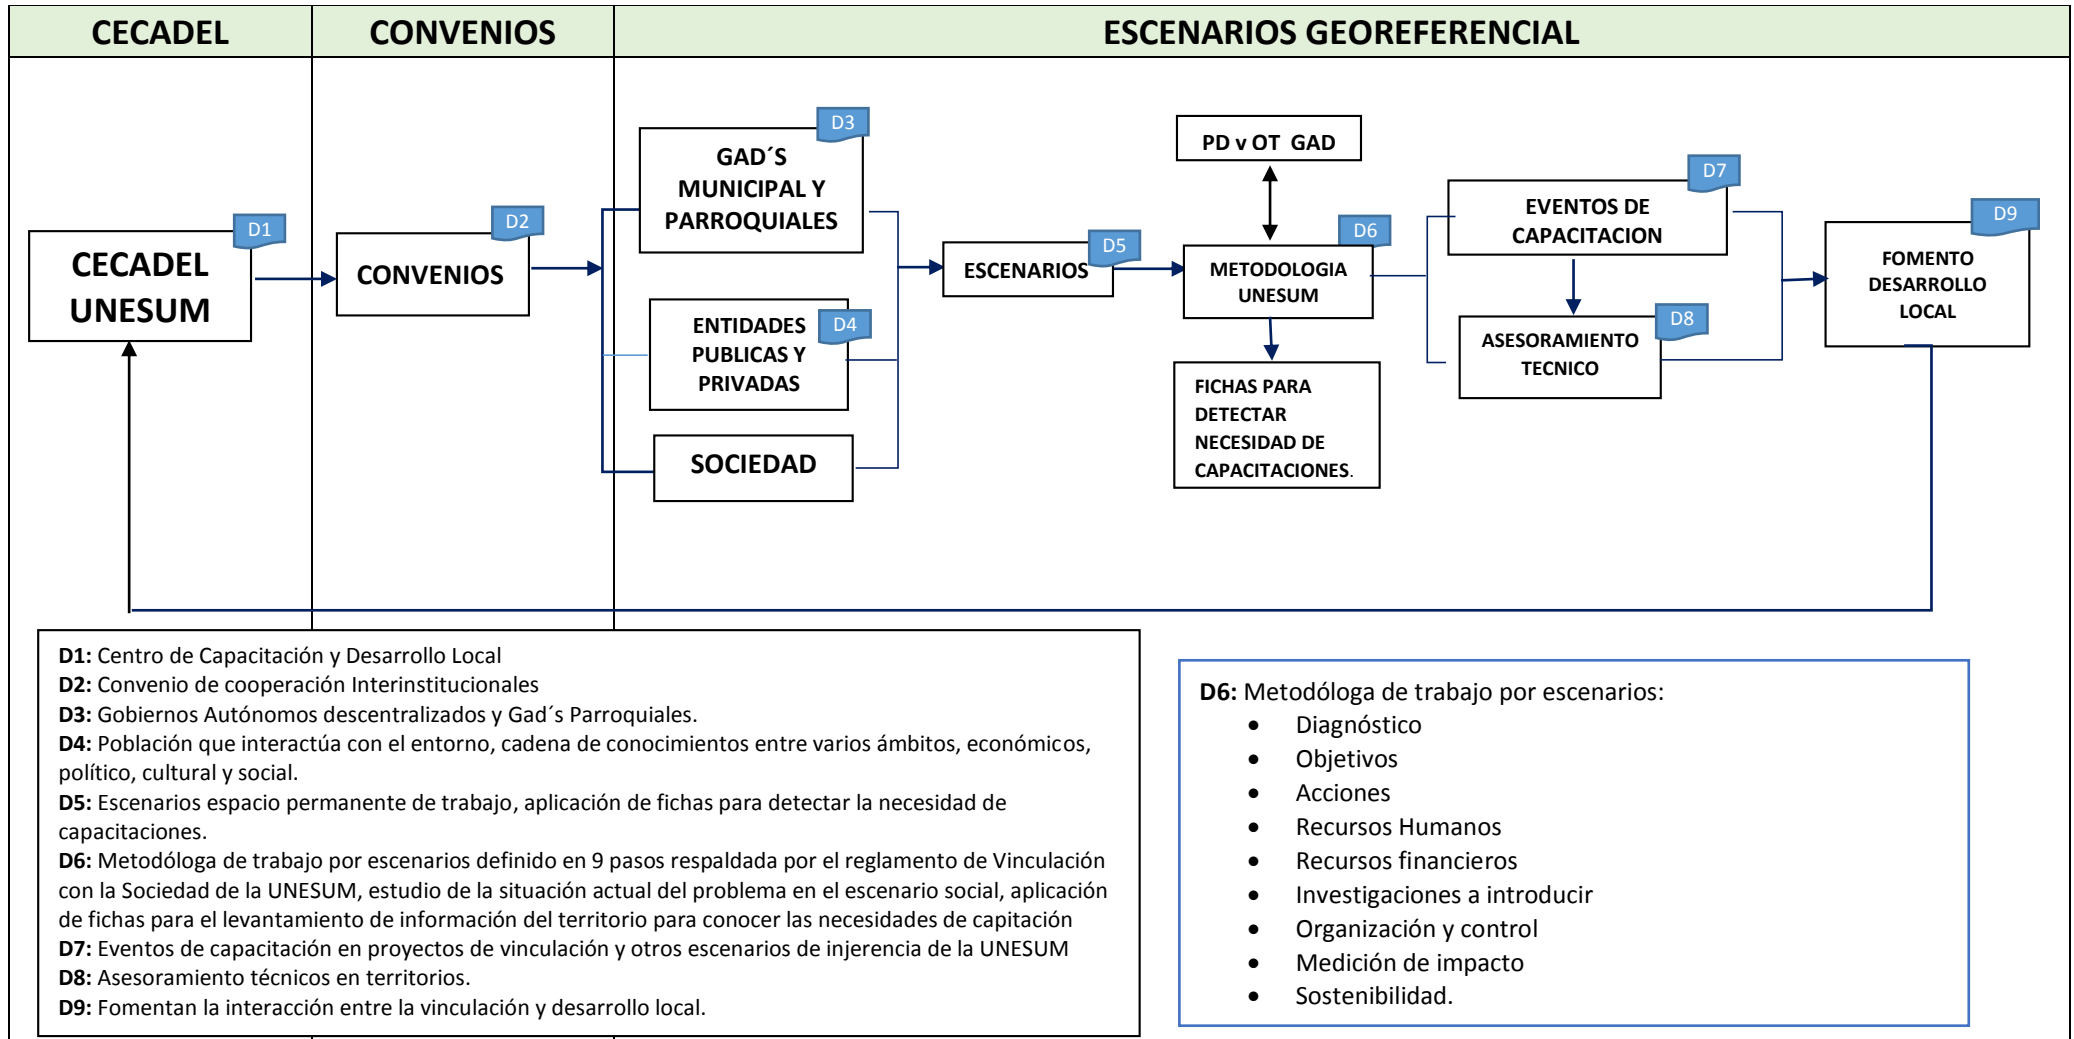 CECADEL
CONVENIOS
ESCENARIOS GEOREFERENCIAL
D1
CECADEL
UNESUM
D2
CONVENIOS
D3
GAD´S
MUNICIPAL Y
PARROQUIALES
D4
ENTIDADES
PUBLICAS Y
PRIVADAS
SOCIEDAD
D5
ESCENARIOS
PD v OT GAD
D6
METODOLOGIA
UNESUM
FICHAS PARA
DETECTAR
NECESIDAD DE
CAPACITACIONES.
D7
EVENTOS DE
CAPACITACION
D8
ASESORAMIENTO
TECNICO
D9
FOMENTO
DESARROLLO
LOCAL
D1: Centro de Capacitación y Desarrollo Local
D2: Convenio de cooperación Interinstitucionales
D3: Gobiernos Autónomos descentralizados y Gad´s Parroquiales.
D4: Población que interactúa con el entorno, cadena de conocimientos entre varios ámbitos, económicos,
político, cultural y social.
D5: Escenarios espacio permanente de trabajo, aplicación de fichas para detectar la necesidad de
capacitaciones.
D6: Metodóloga de trabajo por escenarios definido en 9 pasos respaldada por el reglamento de Vinculación
con la Sociedad de la UNESUM, estudio de la situación actual del problema en el escenario social, aplicación
de fichas para el levantamiento de información del territorio para conocer las necesidades de capitación
D7: Eventos de capacitación en proyectos de vinculación y otros escenarios de injerencia de la UNESUM
D8: Asesoramiento técnicos en territorios.
D9: Fomentan la interacción entre la vinculación y desarrollo local.
D6: Metodóloga de trabajo por escenarios:
• Diagnóstico
• Objetivos
• Acciones
• Recursos Humanos
• Recursos financieros
• Investigaciones a introducir
• Organización y control
• Medición de impacto
• Sostenibilidad.